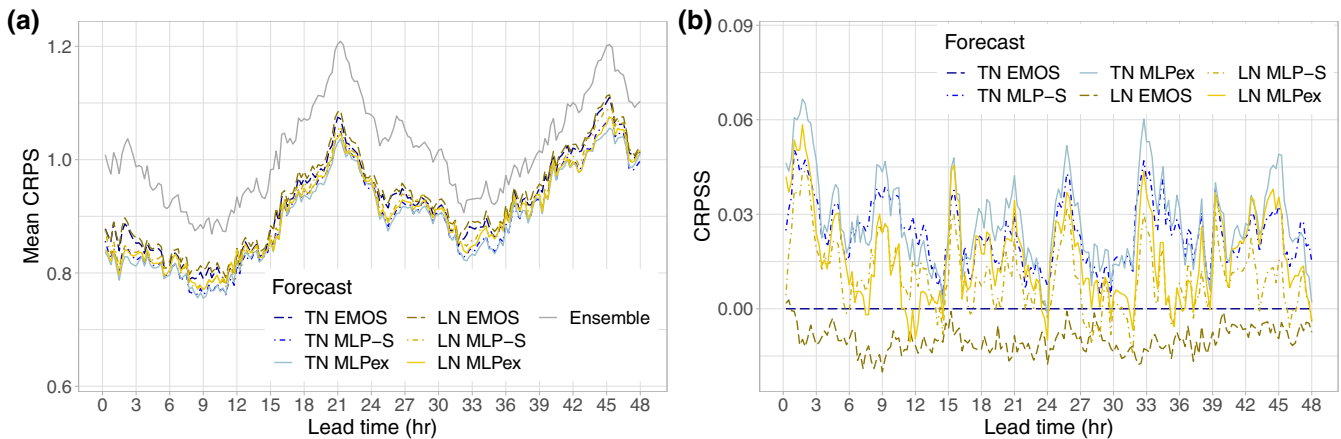 (a)
Mean CRPS
1.2
1.0
0.8
0.6
Forecast
TN EMOS LN EMOS Ensemble
TN MLP−S LN MLP−S
TN MLPex LN MLPex
0 3 6 9 12 15 18 21 24 27 30 33 36 39 42 45 48
Lead time (hr)
(b)
CRPSS
0.09
0.06
0.03
0.00
Forecast
TN EMOS TN MLPex LN MLP−S
TN MLP−S LN EMOS LN MLPex
0 3 6 9 12 15 18 21 24 27 30 33 36 39 42 45 48
Lead time (hr)